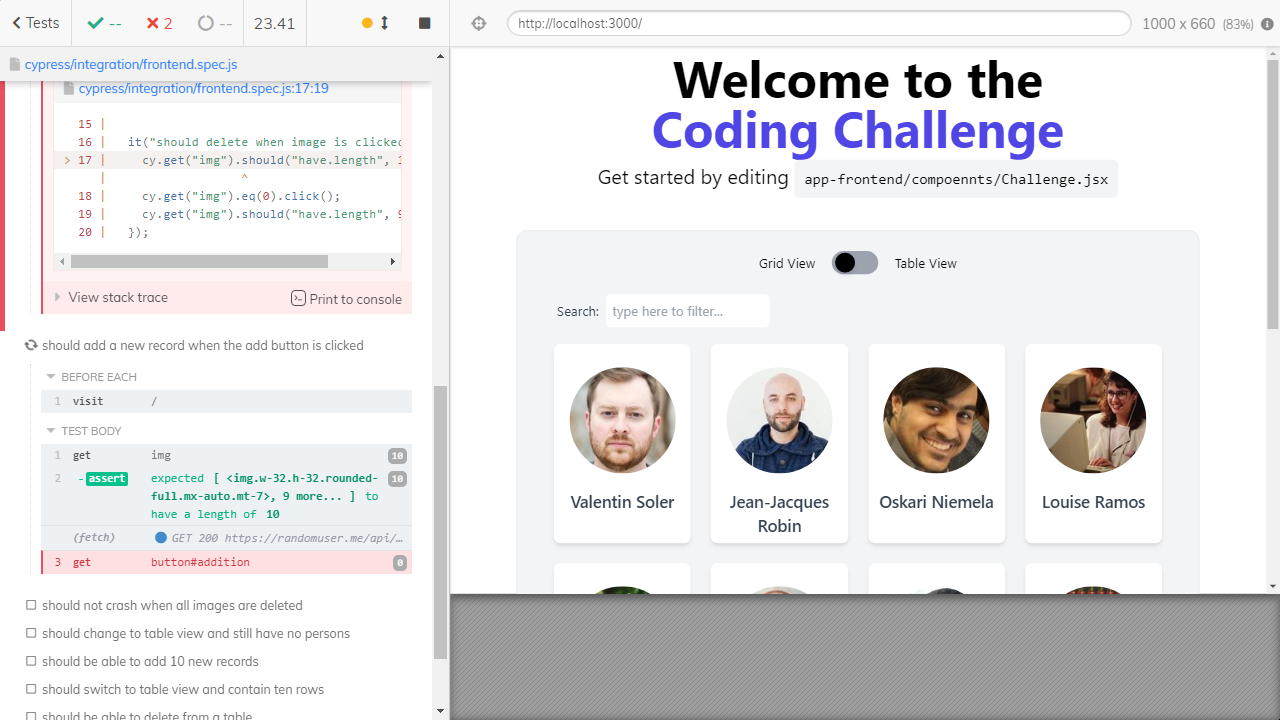 Tests
--
2
--
23.41
http://localhost:3000/
1000 x 660 (83%)
cypress/integration/frontend.spec.js
cypress/integration/frontend.spec.js:17:19
15 |
16 |   it("should delete when image is clicked
> 17 |     cy.get("img").should("have.length", 1
|                   ^
18 |     cy.get("img").eq(0).click();
19 |     cy.get("img").should("have.length", 9
20 |   });
View stack trace
Print to console
should add a new record when the add button is clicked
BEFORE EACH
1 visit /
TEST BODY
1 get img 10
2 -assert expected [ <img.w-32.h-32.rounded- 10
full.mx-auto.mt-7>, 9 more... ] to
have a length of 10
(fetch) GET 200 https://randomuser.me/api/…
3 get button#addition 0
should not crash when all images are deleted
should change to table view and still have no persons
should be able to add 10 new records
should switch to table view and contain ten rows
should be able to delete from a table
Welcome to the
Coding Challenge
Get started by editing app-frontend/compoennts/Challenge.jsx
Grid View
Table View
Search: type here to filter...
Valentin Soler
Jean-Jacques
Robin
Oskari Niemela
Louise Ramos